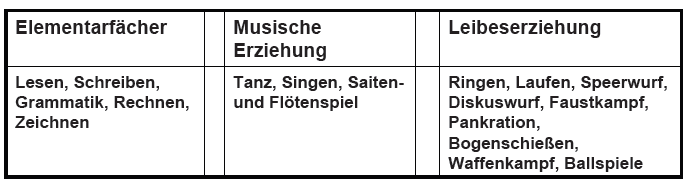 Elementarfächer
Musische
Erziehung
Leibeserziehung
Lesen, Schreiben,
Grammatik, Rechnen,
Zeichnen
Tanz, Singen, Saiten-
und Flötenspiel
Ringen, Laufen, Speerwurf,
Diskuswurf, Faustkampf,
Pankration,
Bogenschießen,
Waffenkampf, Ballspiele